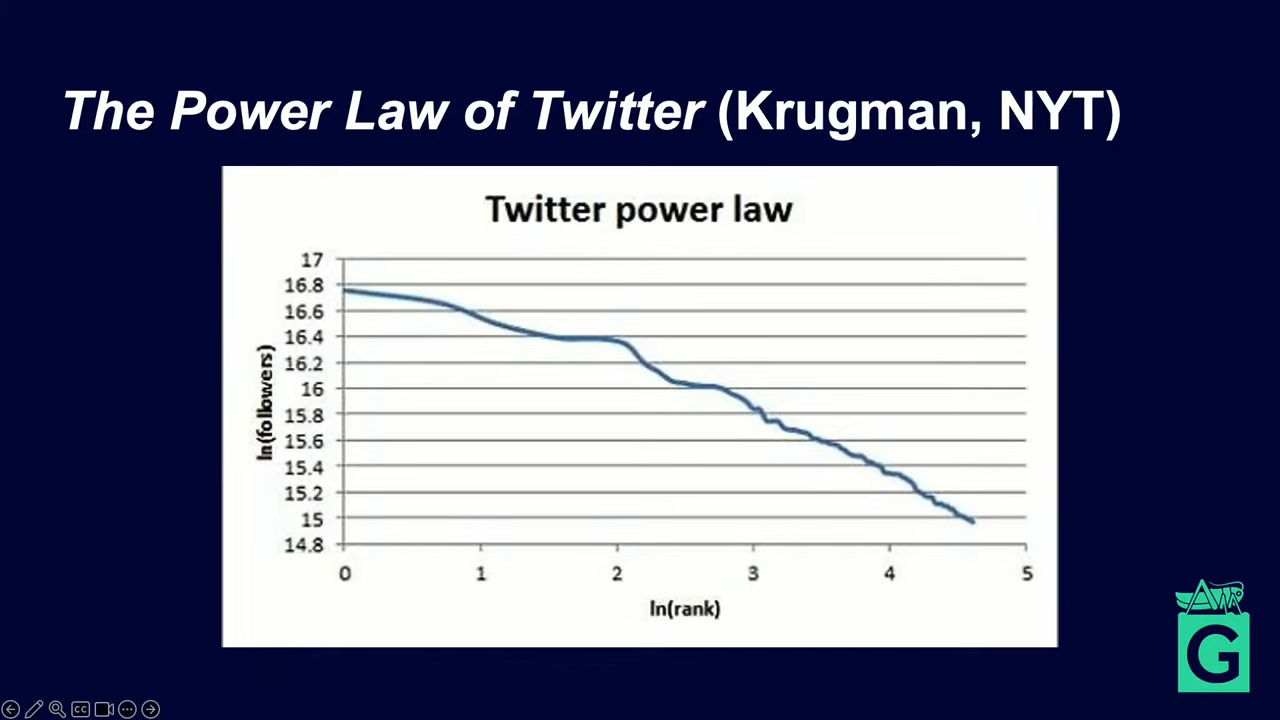 The Power Law of Twitter (Krugman, NYT)
Twitter power law
17
16.8
16.6
16.4
16.2
16
15.8
15.6
15.4
15.2
15
14.8
ln(followers)
0 1 2 3 4 5
ln(rank)
G
CC